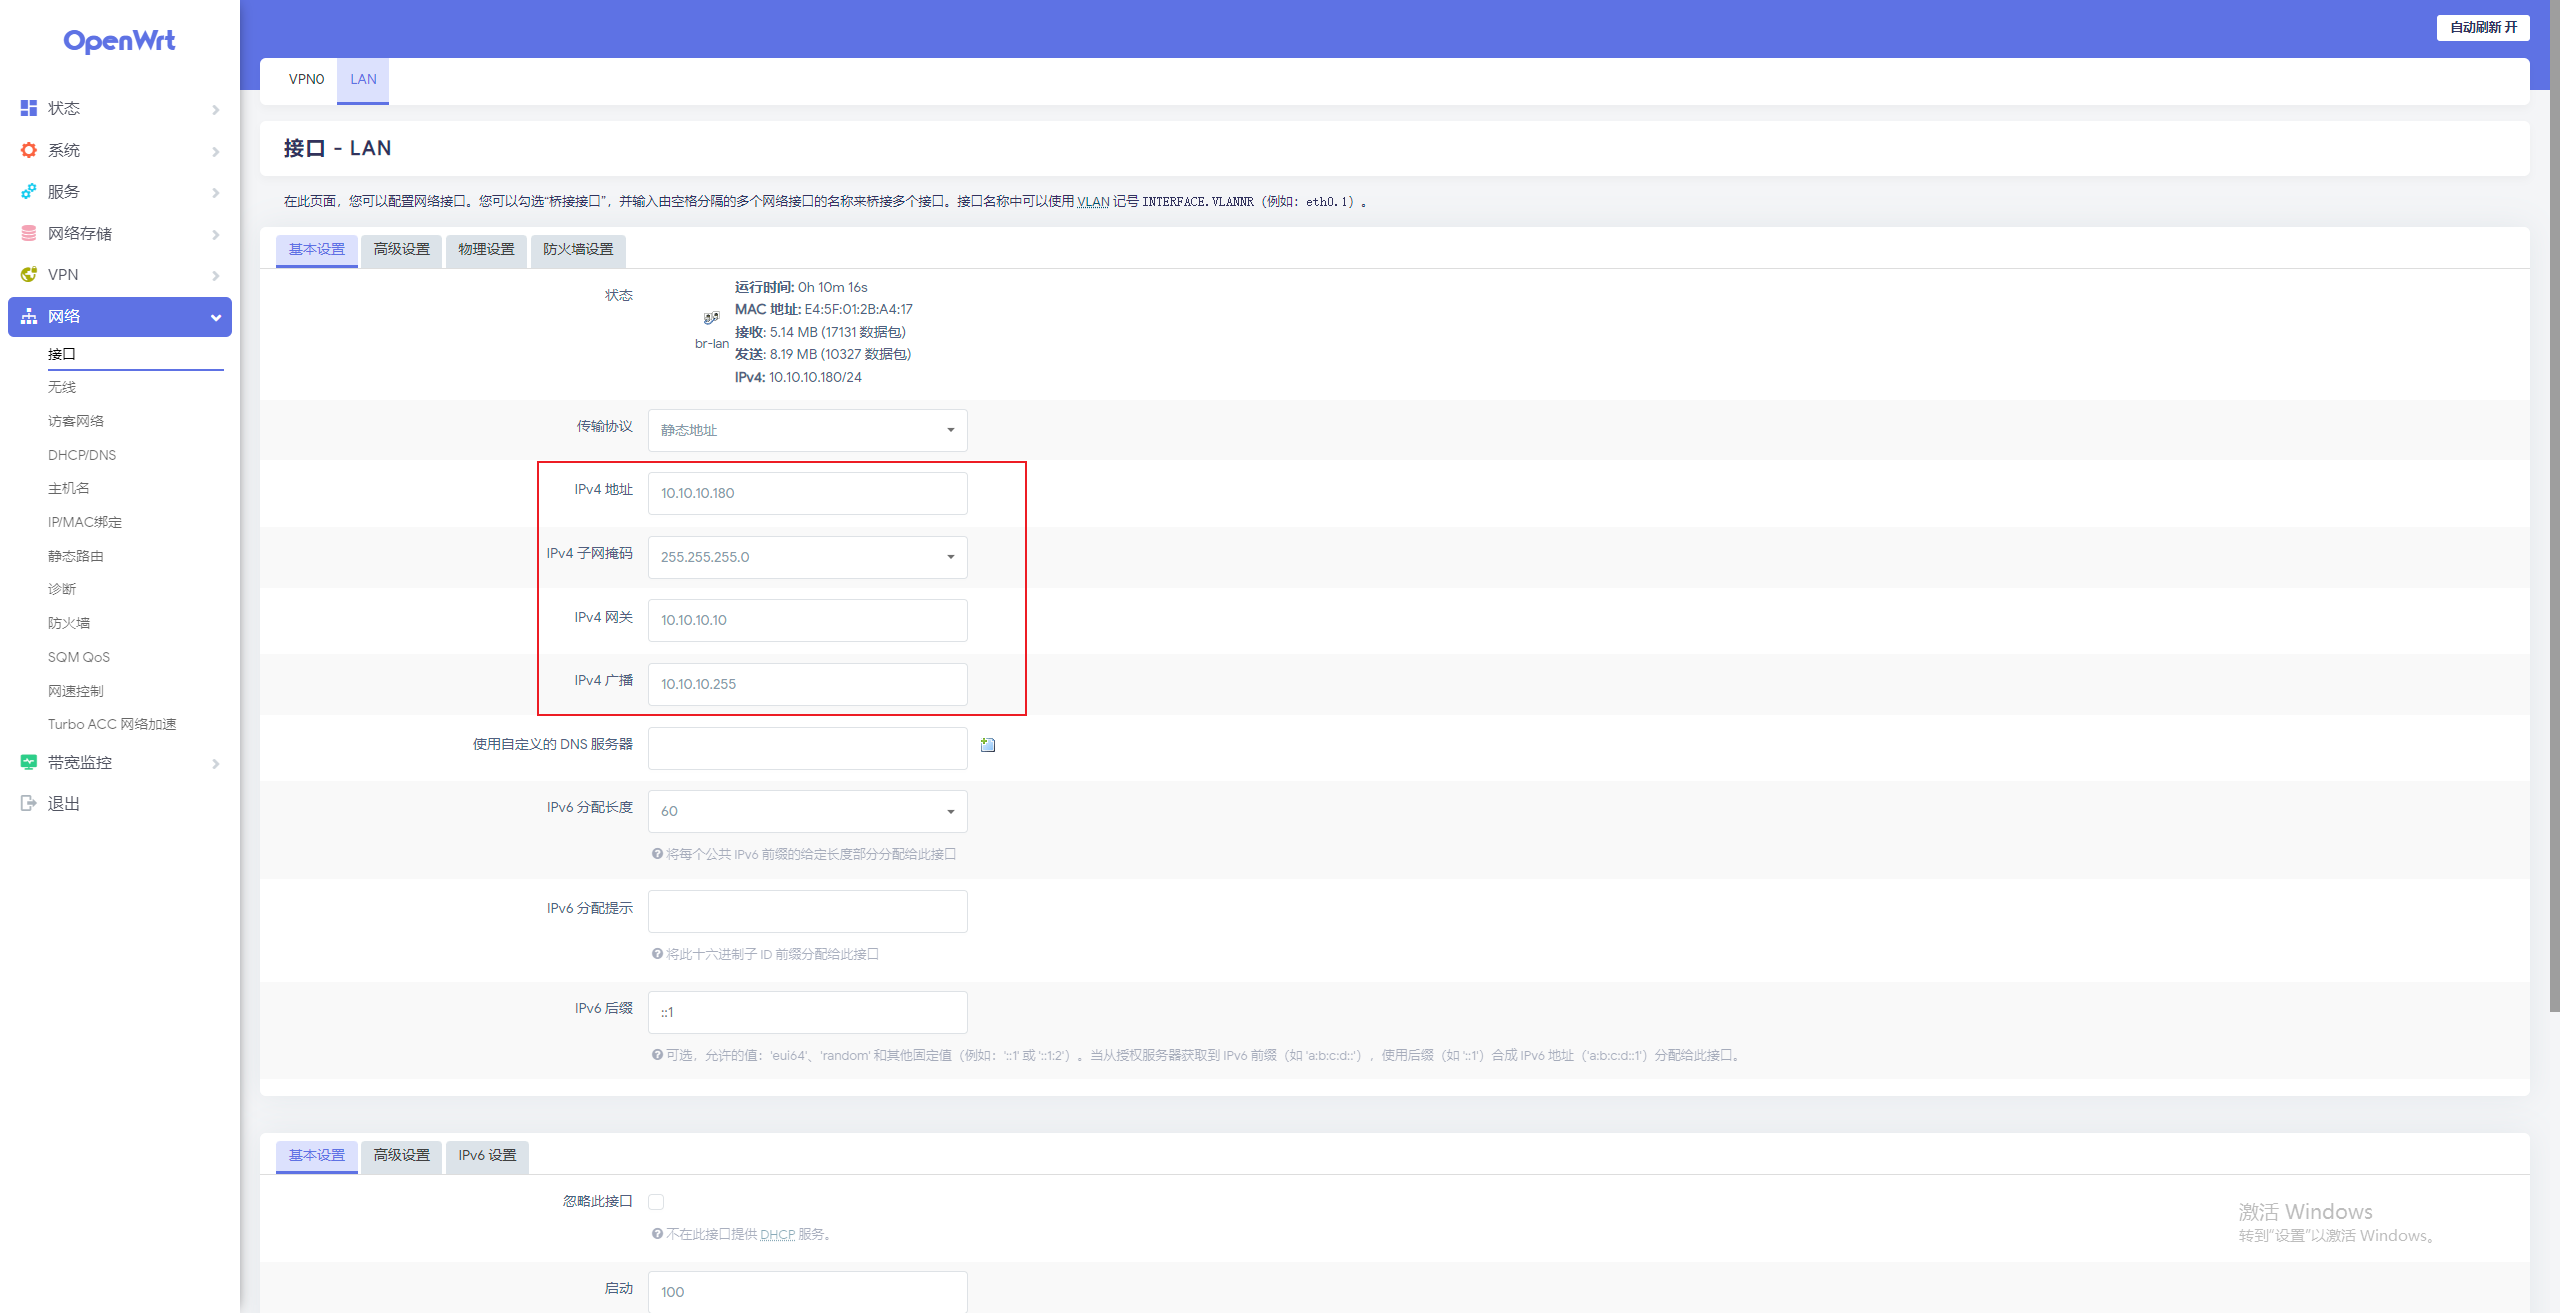 OpenWrt
自动刷新 开
VPN0
LAN
状态
系统
服务
网络存储
VPN
网络
接口
无线
访客网络
DHCP/DNS
主机名
IP/MAC绑定
静态路由
诊断
防火墙
SQM QoS
网速控制
Turbo ACC 网络加速
带宽监控
退出
接口 - LAN
在此页面，您可以配置网络接口。您可以勾选“桥接接口”，并输入由空格分隔的多个网络接口的名称来桥接多个接口。接口名称中可以使用 VLAN 记号 INTERFACE.VLANNR（例如：eth0.1）。
基本设置
高级设置
物理设置
防火墙设置
状态
br-lan
运行时间: 0h 10m 16s
MAC 地址: E4:5F:01:2B:A4:17
接收: 5.14 MB (17131 数据包)
发送: 8.19 MB (10327 数据包)
IPv4: 10.10.10.180/24
传输协议
静态地址
IPv4 地址
10.10.10.180
IPv4 子网掩码
255.255.255.0
IPv4 网关
10.10.10.10
IPv4 广播
10.10.10.255
使用自定义的 DNS 服务器
IPv6 分配长度
60
将每个公共 IPv6 前缀的给定长度部分分配给此接口
IPv6 分配提示
将此十六进制子 ID 前缀分配给此接口
IPv6 后缀
::1
可选，允许的值：'eui64'、'random' 和其他固定值（例如：'::1' 或 '::1:2'）。当从授权服务器获取到 IPv6 前缀（如 'a:b:c:d::'），使用后缀（如 '::1'）合成 IPv6 地址（'a:b:c:d::1'）分配给此接口。
基本设置
高级设置
IPv6 设置
忽略此接口
不在此接口提供 DHCP 服务。
启动
100
激活 Windows
转到“设置”以激活 Windows。